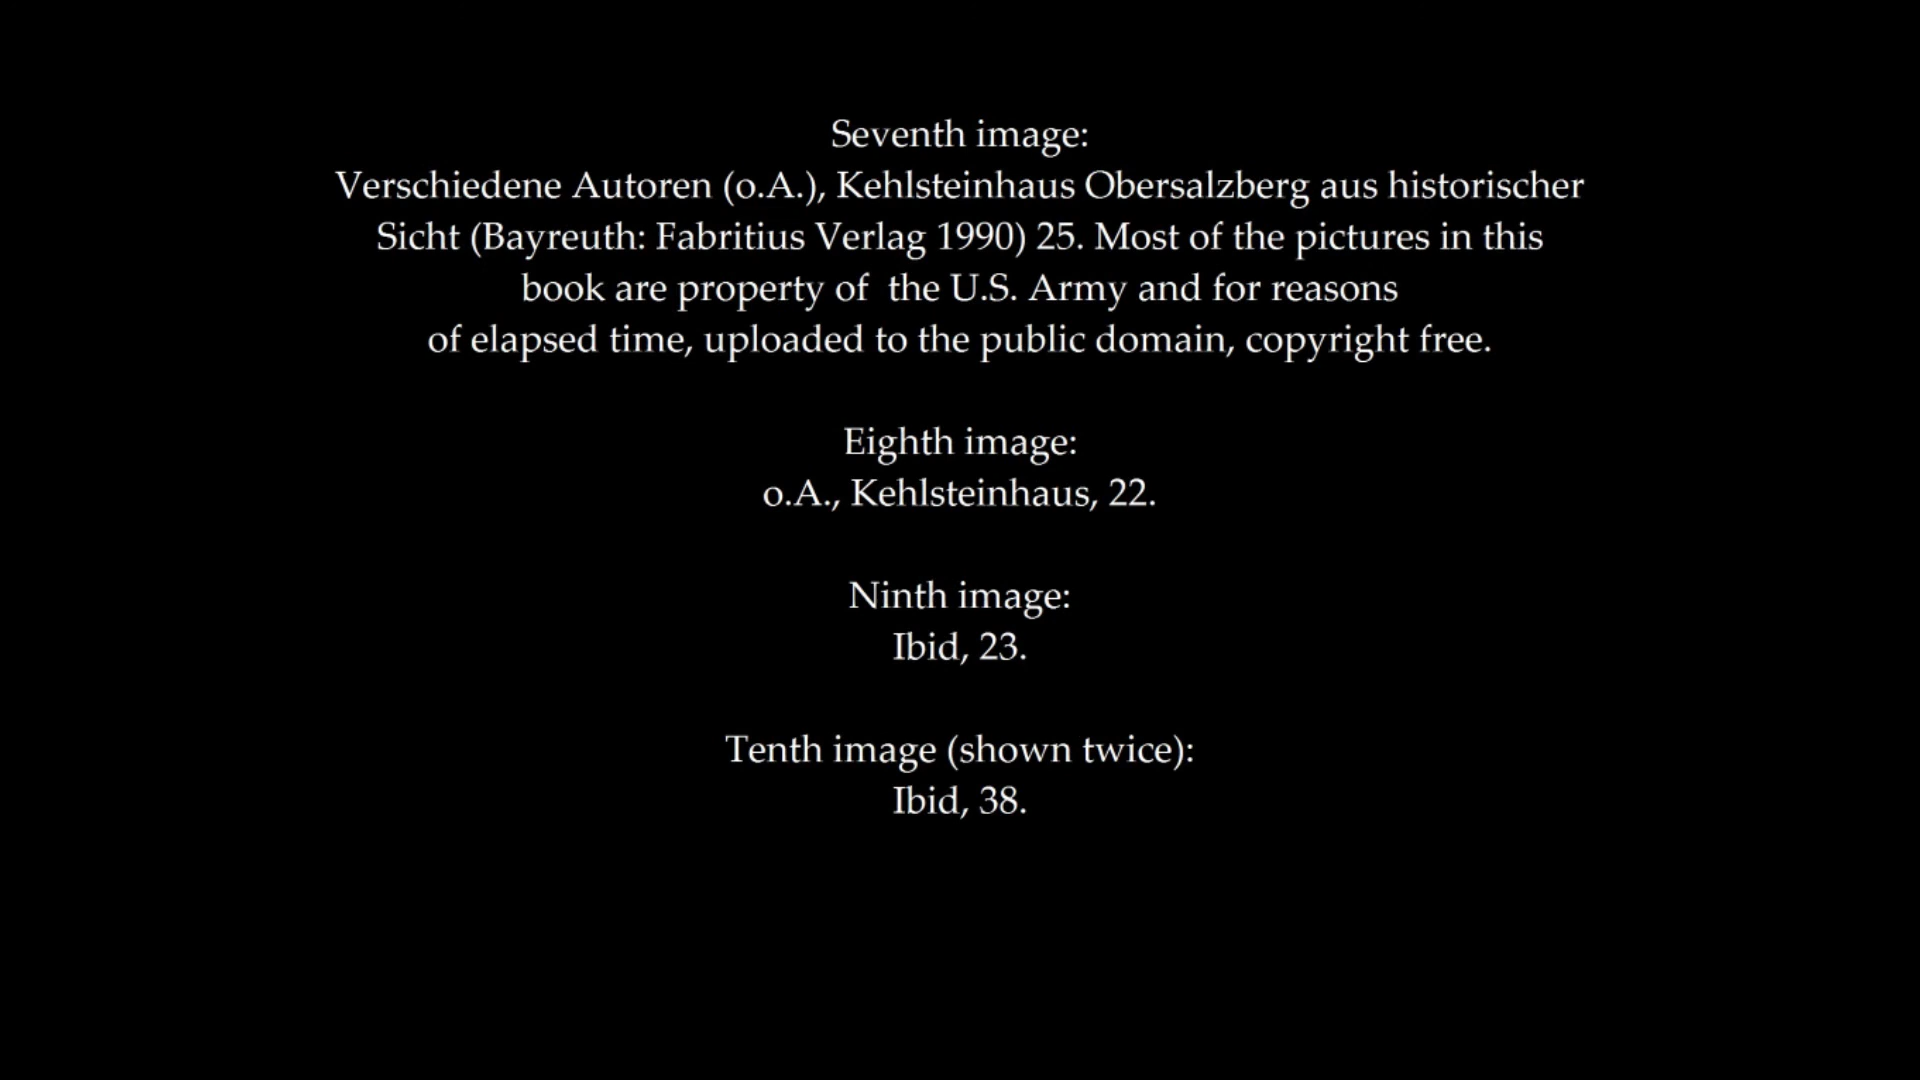 Seventh image:
Verschiedene Autoren (o.A.), Kehlsteinhaus Obersalzberg aus historischer
Sicht (Bayreuth: Fabritius Verlag 1990) 25. Most of the pictures in this
book are property of  the U.S. Army and for reasons
of elapsed time, uploaded to the public domain, copyright free.
Eighth image:
o.A., Kehlsteinhaus, 22.
Ninth image:
Ibid, 23.
Tenth image (shown twice):
Ibid, 38.